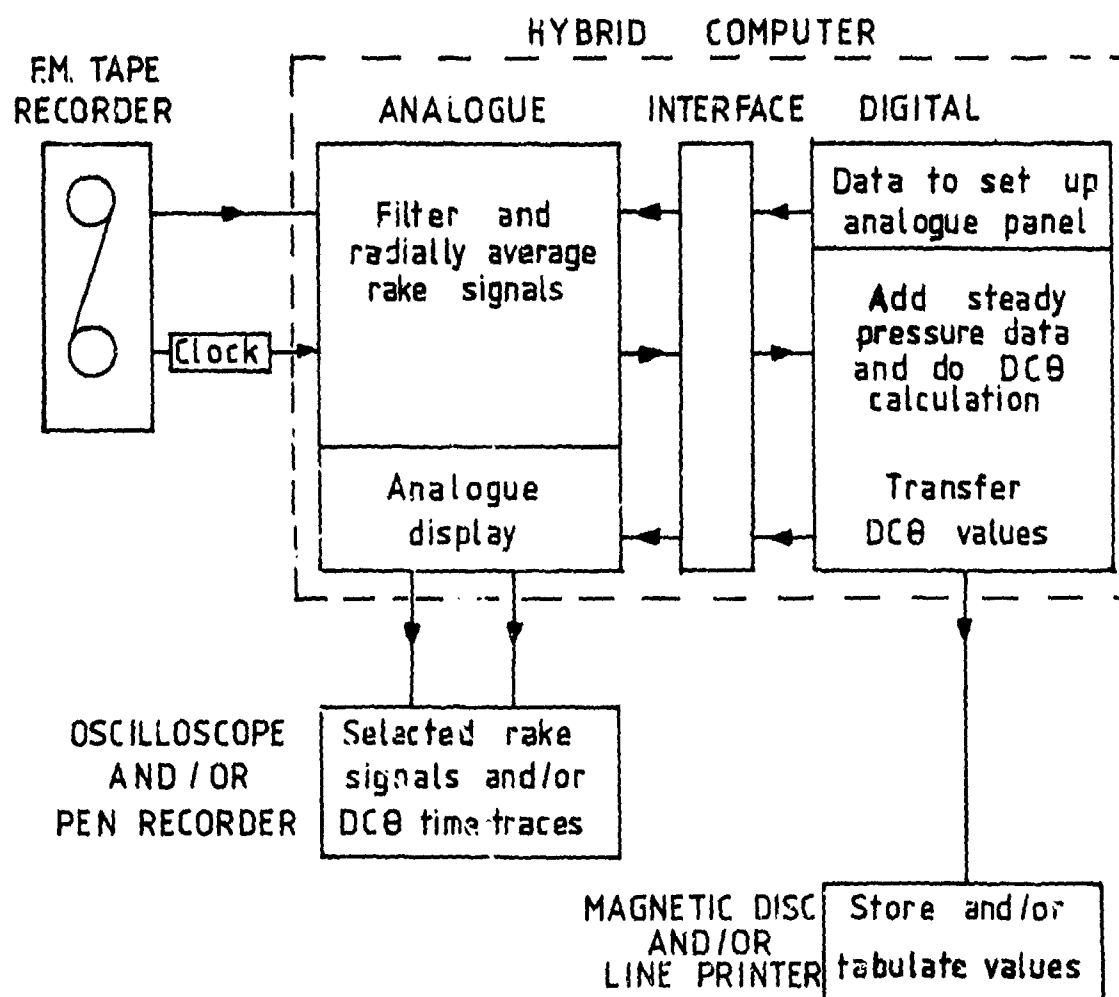 HYBRID COMPUTER
F.M. TAPE
RECORDER
ANALOGUE
INTERFACE
DIGITAL
Filter and
radially average
rake signals
Data to set up
analogue panel
Clock
Add steady
pressure data
and do DCθ
calculation
Analogue
display
Transfer
DCθ values
OSCILLOSCOPE
AND / OR
PEN RECORDER
Selected rake
signals and/or
DCθ time traces
MAGNETIC DISC
AND/OR
LINE PRINTER
Store and/or
tabulate values